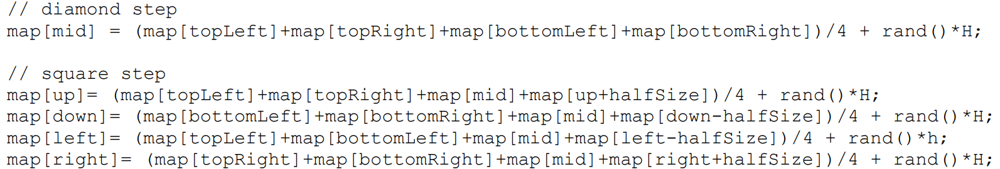 // diamond step
map[mid] = (map[topLeft]+map[topRight]+map[bottomLeft]+map[bottomRight])/4 + rand()*H;
// square step
map[up]= (map[topLeft]+map[topRight]+map[mid]+map[up+halfSize])/4 + rand()*H;
map[down]= (map[bottomLeft]+map[bottomRight]+map[mid]+map[down-halfSize])/4 + rand()*H;
map[left]= (map[topLeft]+map[bottomLeft]+map[mid]+map[left-halfSize])/4 + rand()*h;
map[right]= (map[topRight]+map[bottomRight]+map[mid]+map[right+halfSize])/4 + rand()*H;